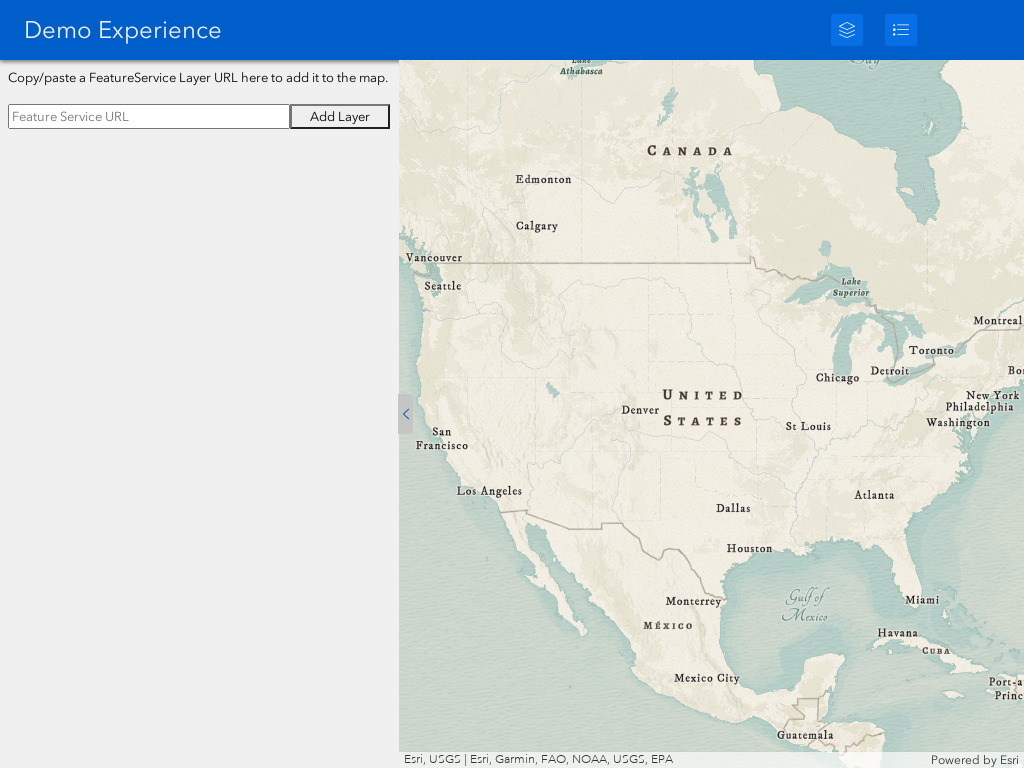 Demo Experience
Copy/paste a FeatureService Layer URL here to add it to the map.
Feature Service URL
Add Layer
Lake
Athabasca
Bay
CANADA
Edmonton
Calgary
Vancouver
Seattle
Lake
Superior
Montreal
Toronto
Detroit
Chicago
Bos
New York
Philadelphia
Washington
UNITED
STATES
Denver
St Louis
San
Francisco
Los Angeles
Atlanta
Dallas
Houston
Gulf of
Mexico
Miami
Monterrey
MÉXICO
Havana
CUBA
Mexico City
Port-a
Princ
Guatemala
Esri, USGS | Esri, Garmin, FAO, NOAA, USGS, EPA
Powered by Esri